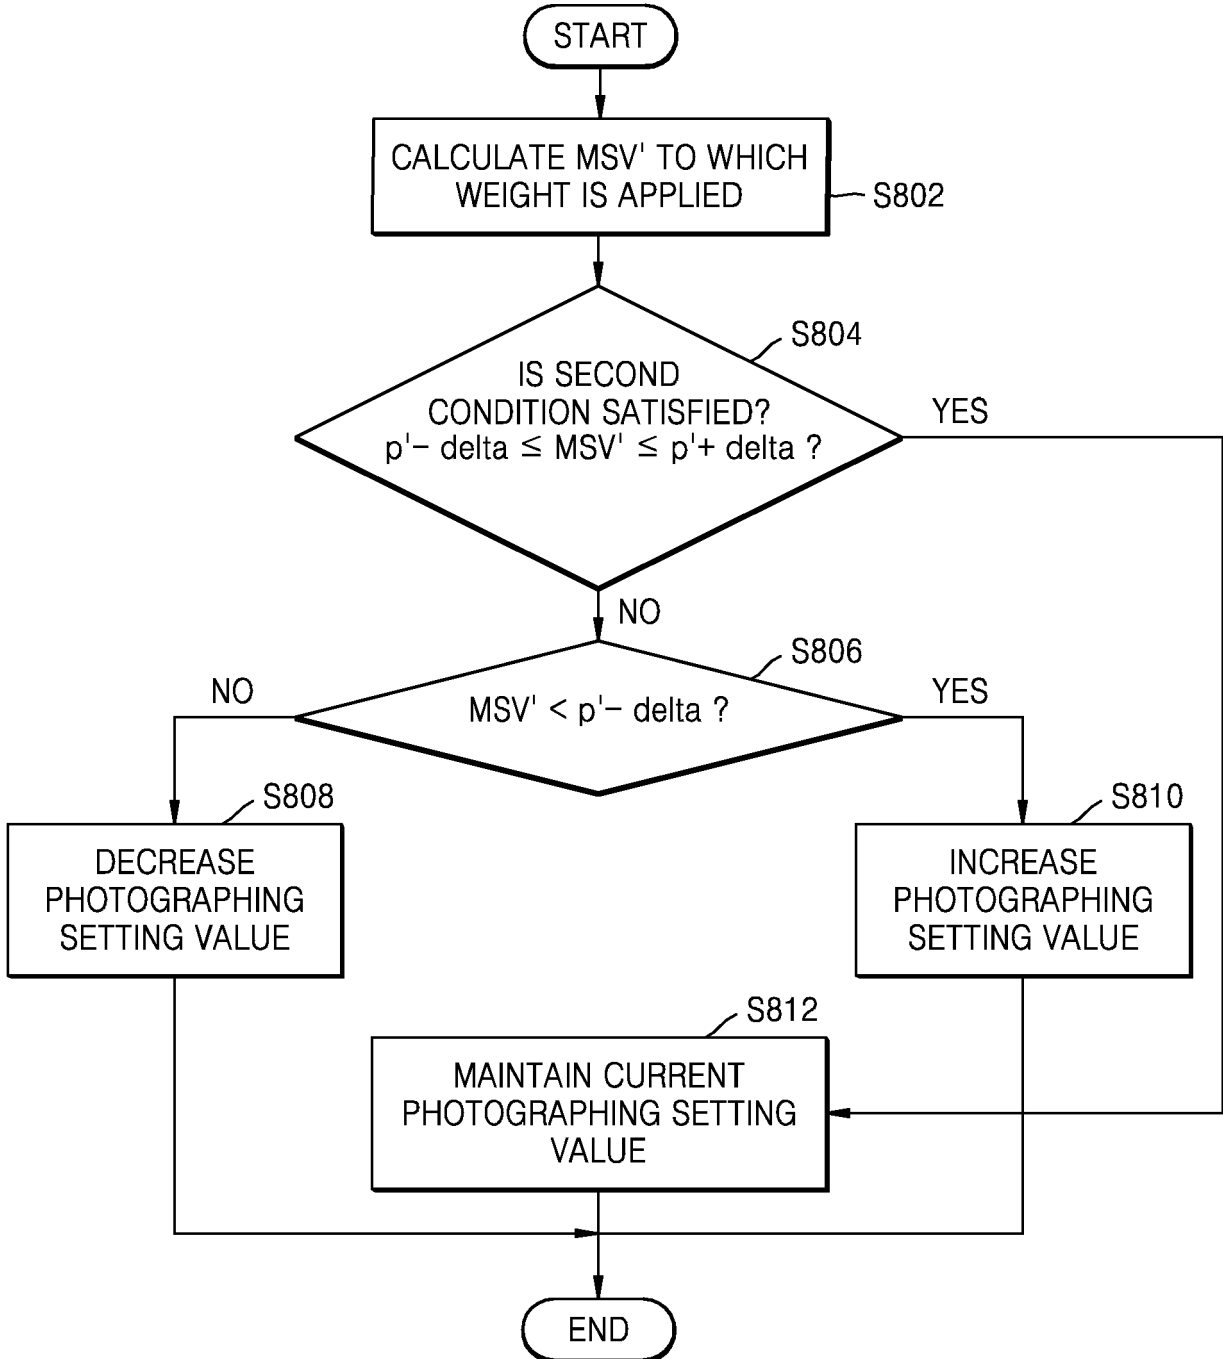 START
CALCULATE MSV' TO WHICH
WEIGHT IS APPLIED
S802
S804
IS SECOND
CONDITION SATISFIED?
p'− delta ≤ MSV' ≤ p'+ delta ?
YES
NO
S806
MSV' < p'− delta ?
NO
YES
S808
DECREASE
PHOTOGRAPHING
SETTING VALUE
S810
INCREASE
PHOTOGRAPHING
SETTING VALUE
S812
MAINTAIN CURRENT
PHOTOGRAPHING SETTING
VALUE
END